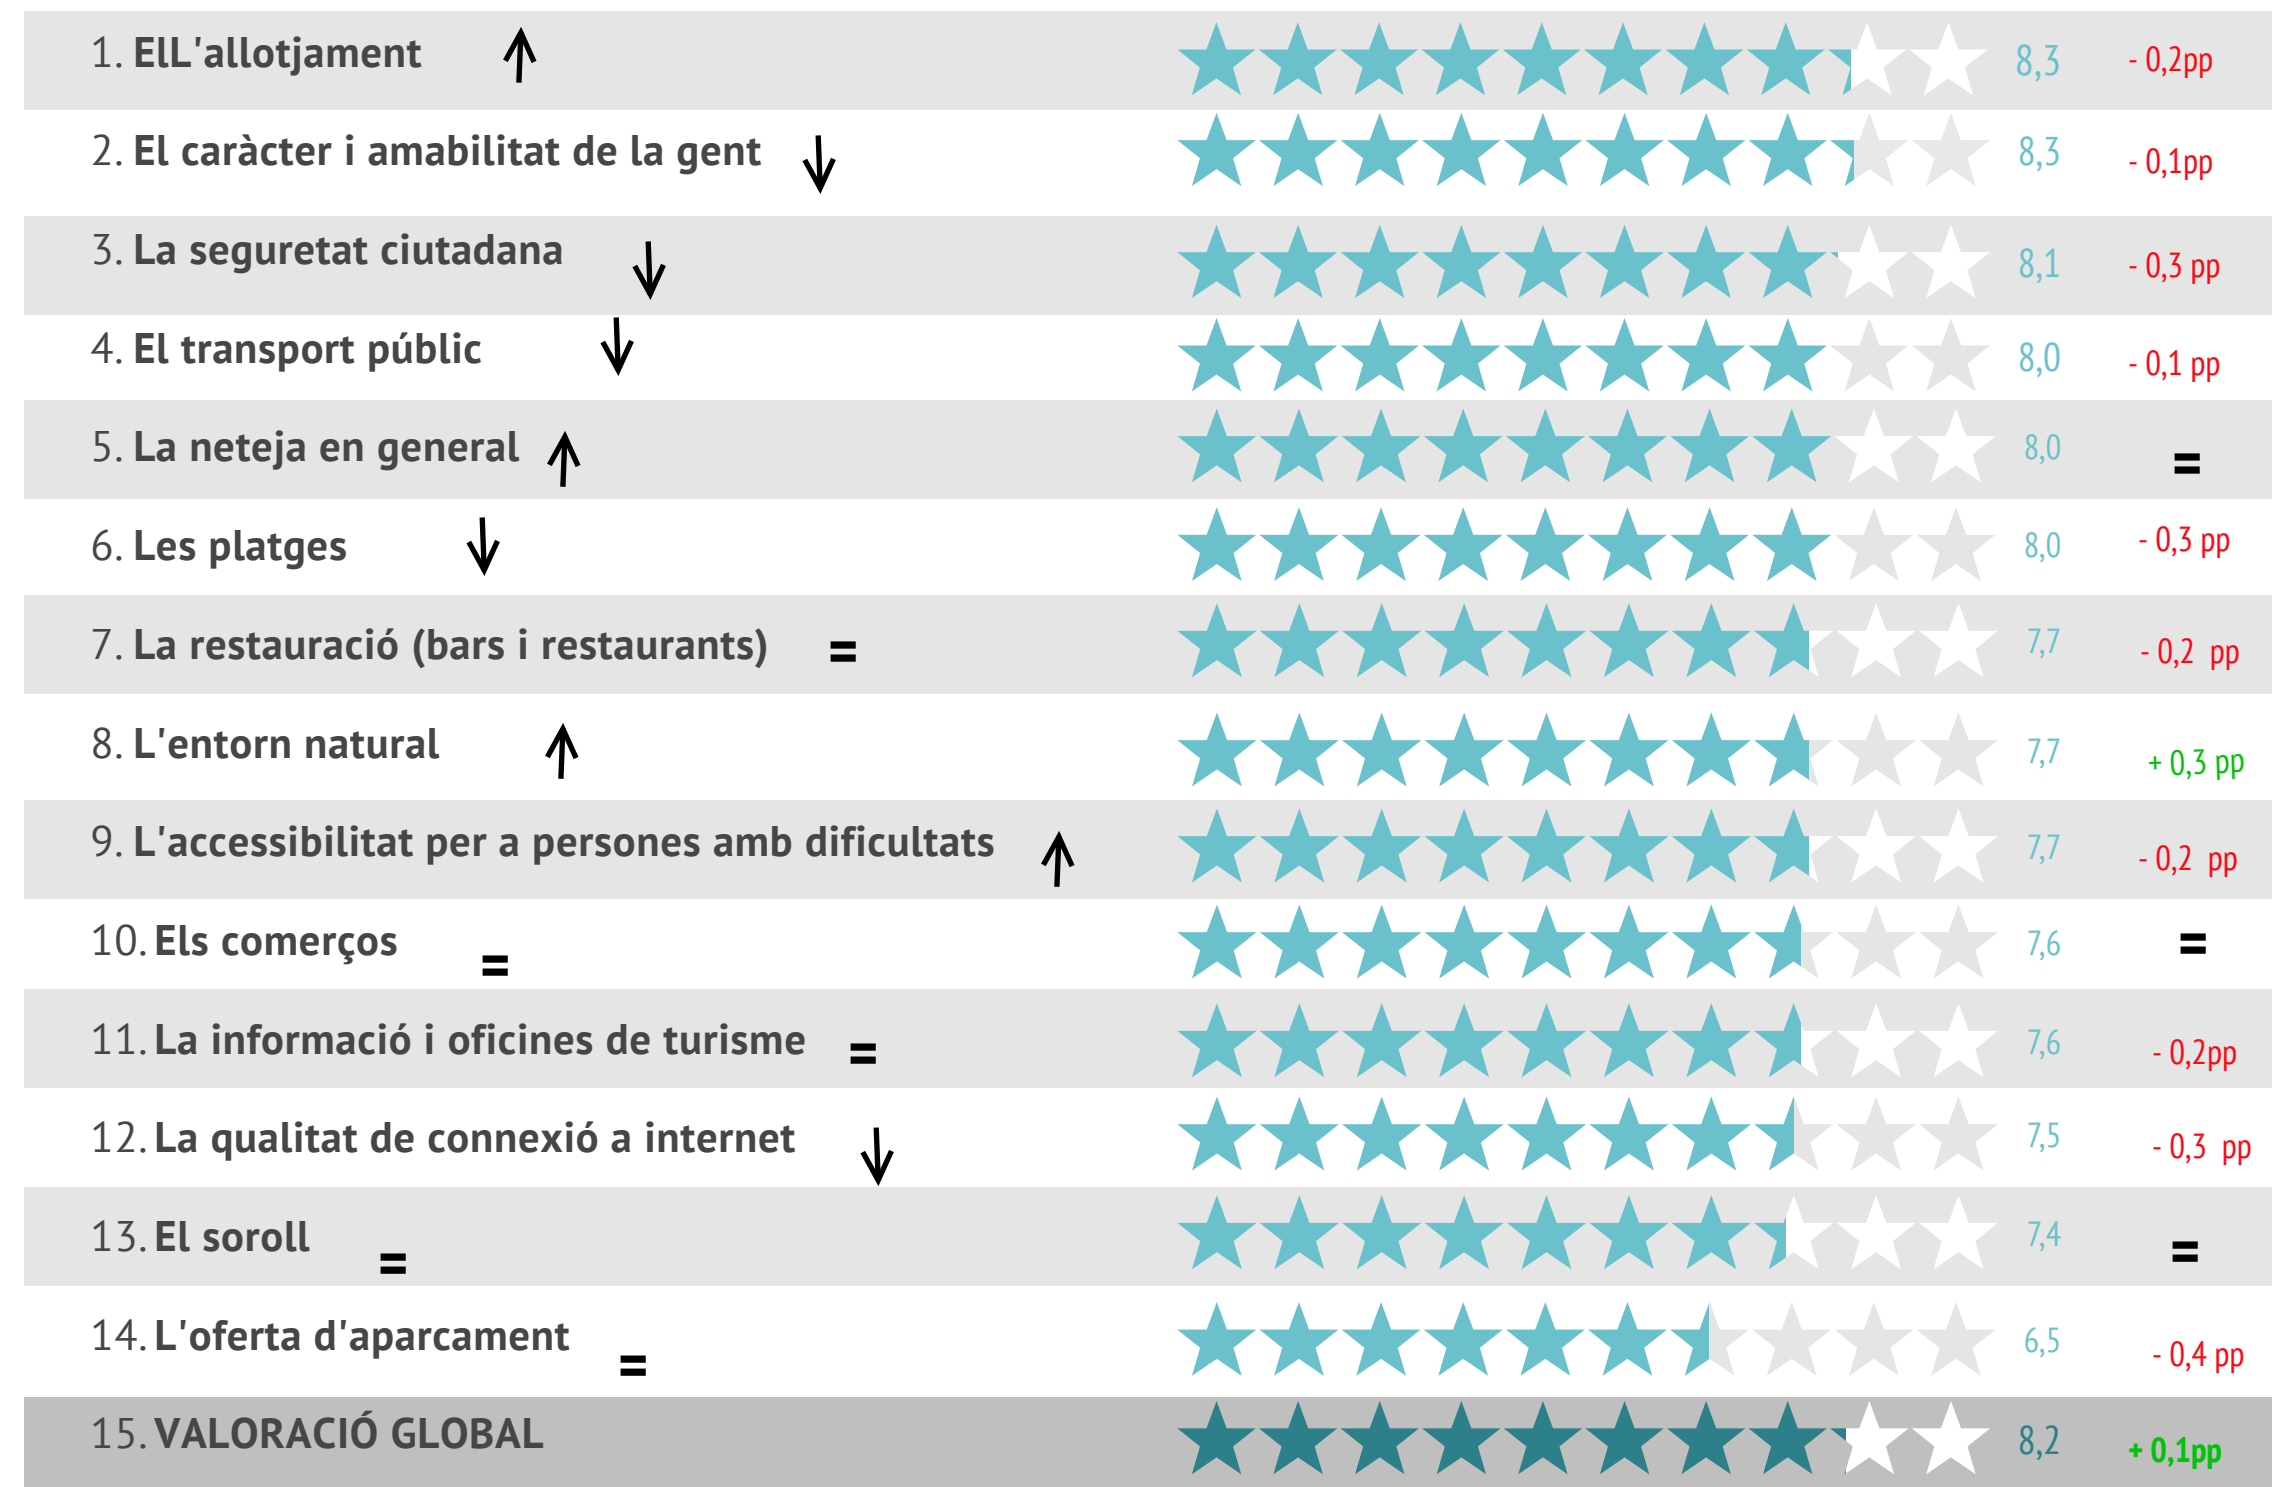 1. ElL'allotjament 8,3 - 0,2pp
2. El caràcter i amabilitat de la gent 8,3 - 0,1pp
3. La seguretat ciutadana 8,1 - 0,3 pp
4. El transport públic 8,0 - 0,1 pp
5. La neteja en general 8,0 =
6. Les platges 8,0 - 0,3 pp
7. La restauració (bars i restaurants) = 7,7 - 0,2 pp
8. L'entorn natural 7,7 + 0,3 pp
9. L'accessibilitat per a persones amb dificultats 7,7 - 0,2 pp
10. Els comerços = 7,6 =
11. La informació i oficines de turisme = 7,6 - 0,2pp
12. La qualitat de connexió a internet 7,5 - 0,3 pp
13. El soroll = 7,4 =
14. L'oferta d'aparcament = 6,5 - 0,4 pp
15. VALORACIÓ GLOBAL 8,2 + 0,1pp